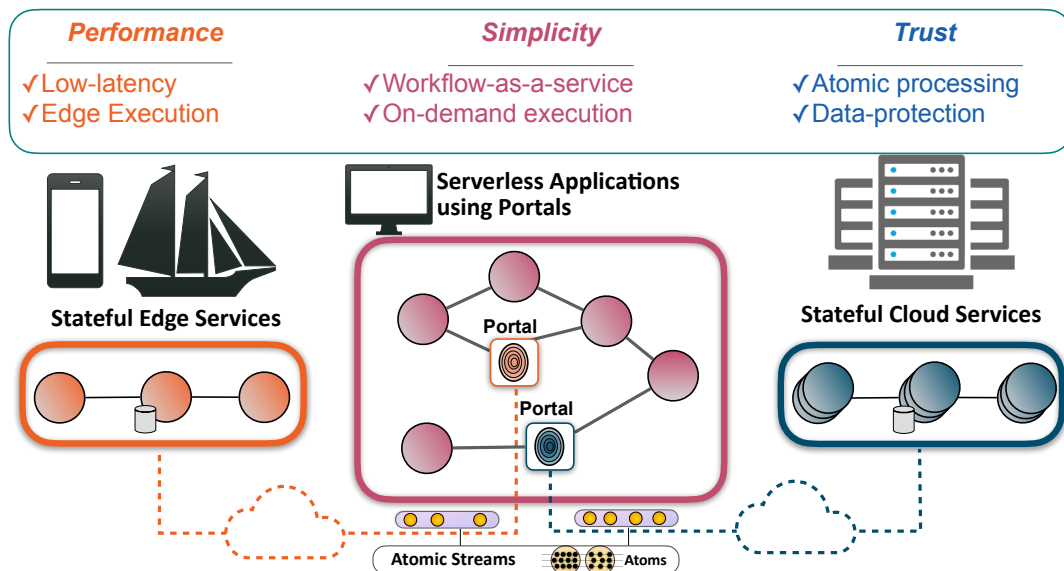 Performance
✓Low-latency
✓Edge Execution
Simplicity
✓Workflow-as-a-service
✓On-demand execution
Trust
✓Atomic processing
✓Data-protection
Serverless Applications
using Portals
Stateful Edge Services
Stateful Cloud Services
Portal
Portal
Atomic Streams
Atoms